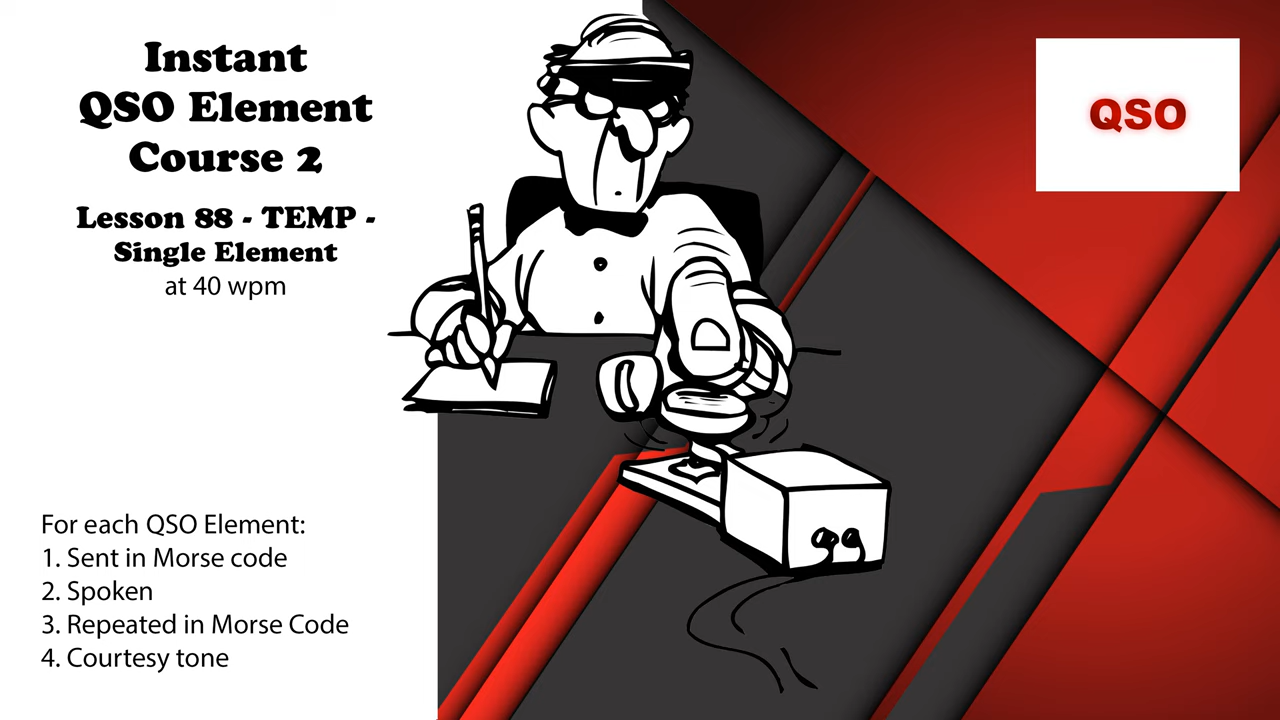 Instant
QSO Element
Course 2
Lesson 88 - TEMP -
Single Element
at 40 wpm
QSO
For each QSO Element:
1. Sent in Morse code
2. Spoken
3. Repeated in Morse Code
4. Courtesy tone